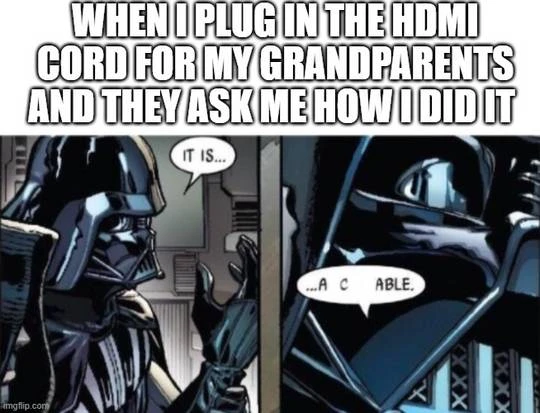 WHEN I PLUG IN THE HDMI
CORD FOR MY GRANDPARENTS
AND THEY ASK ME HOW I DID IT
IT IS...
...A C ABLE.
imgflip.com